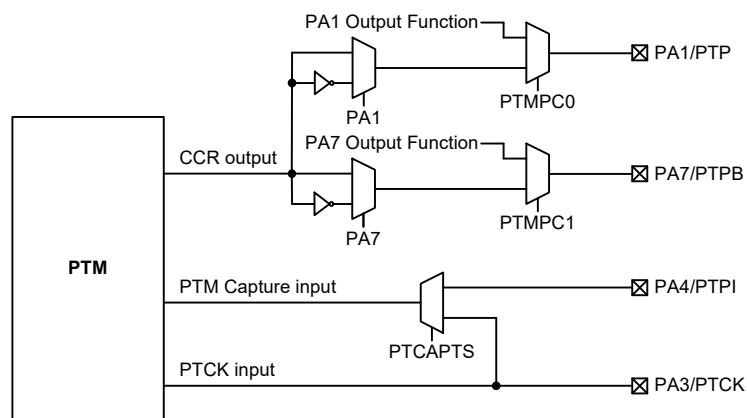 PA1 Output Function
PA1/PTP
PA1
PTMPC0
PA7 Output Function
CCR output
PA7/PTPB
PA7
PTMPC1
PTM
PTM Capture input
PA4/PTPI
PTCAPTS
PTCK input
PA3/PTCK